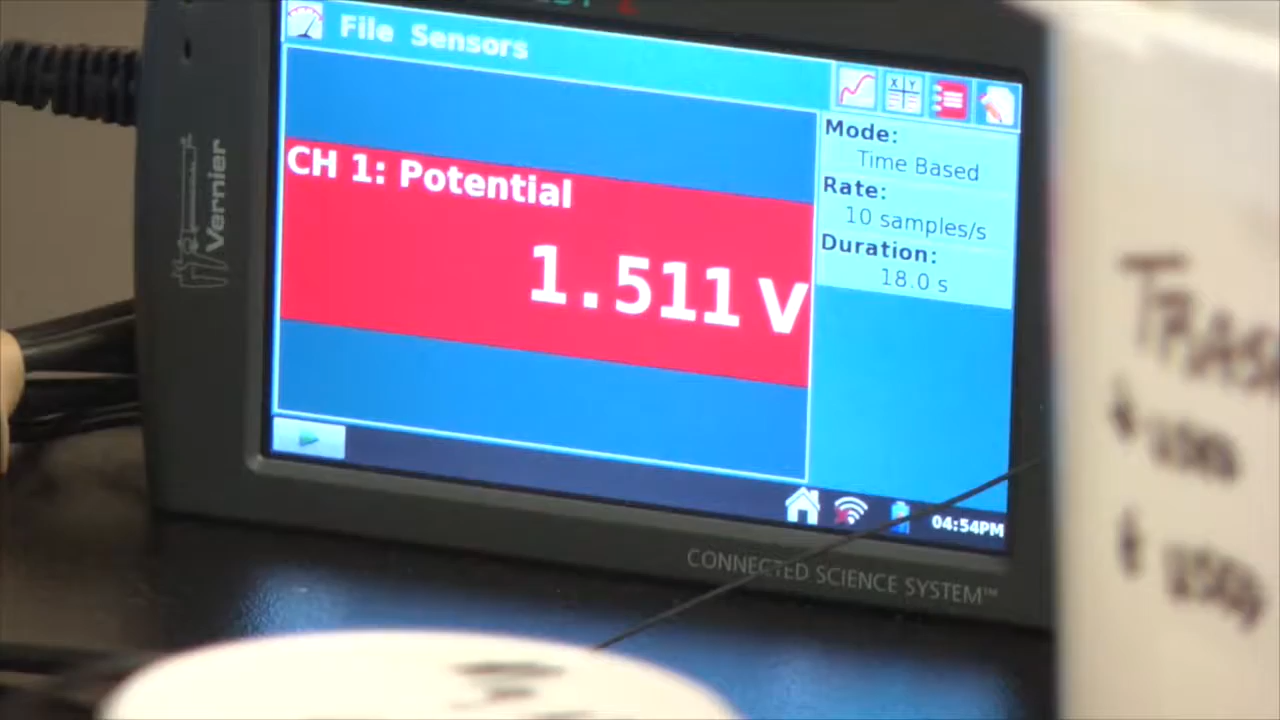 File Sensors
CH 1: Potential
1.511 V
X Y
Mode:
Time Based
Rate:
10 samples/s
Duration:
18.0 s
04:54PM
Vernier
CONNECTED SCIENCE SYSTEM™
TRASH